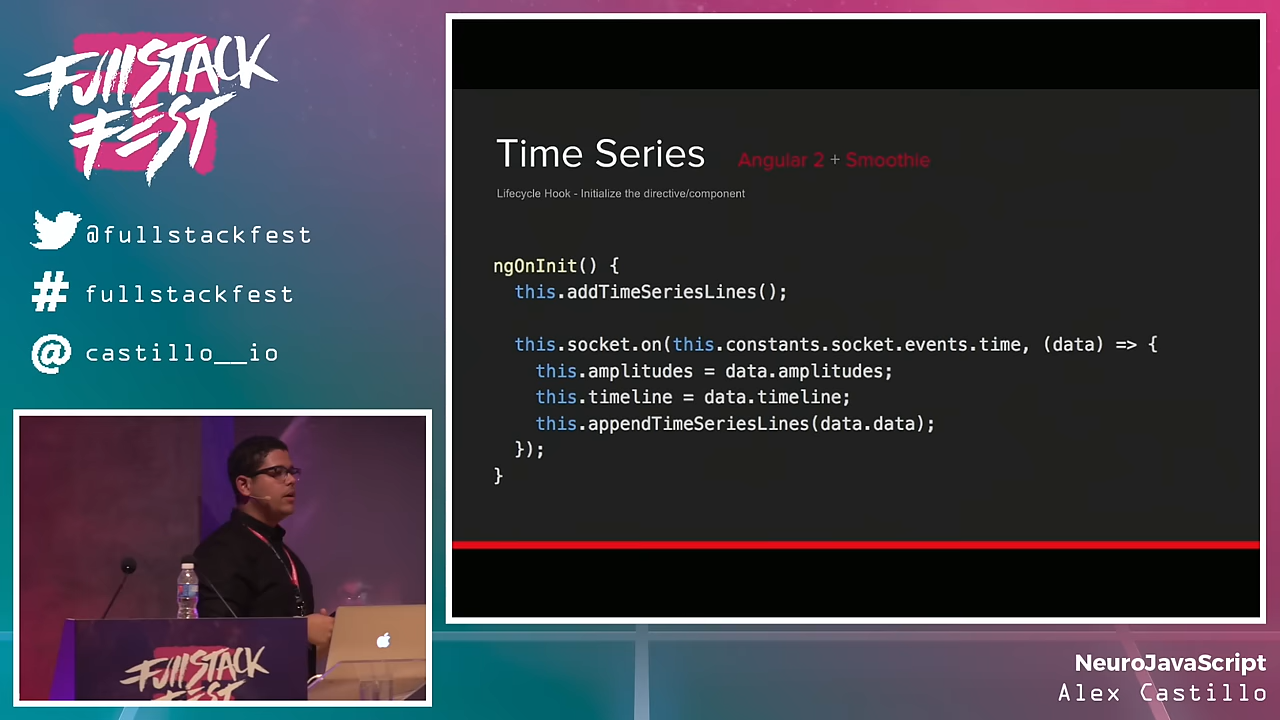 FullSTACK
FEST
@fullstackfest
# fullstackfest
@ castillo__io
Time Series Angular 2 + Smoothie
Lifecycle Hook - Initialize the directive/component
ngOnInit() {
this.addTimeSeriesLines();
this.socket.on(this.constants.socket.events.time, (data) => {
this.amplitudes = data.amplitudes;
this.timeline = data.timeline;
this.appendTimeSeriesLines(data.data);
});
}
FullSTACK
FEST
NeuroJavaScript
Alex Castillo